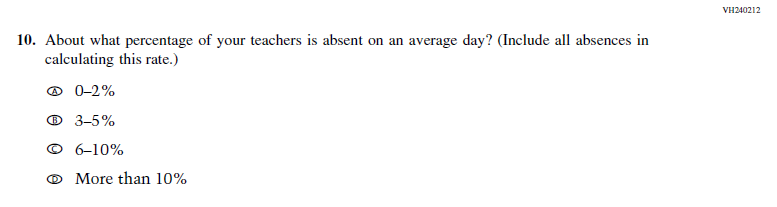 VH240212
10. About what percentage of your teachers is absent on an average day? (Include all absences in
calculating this rate.)
A 0–2%
B 3–5%
C 6–10%
D More than 10%